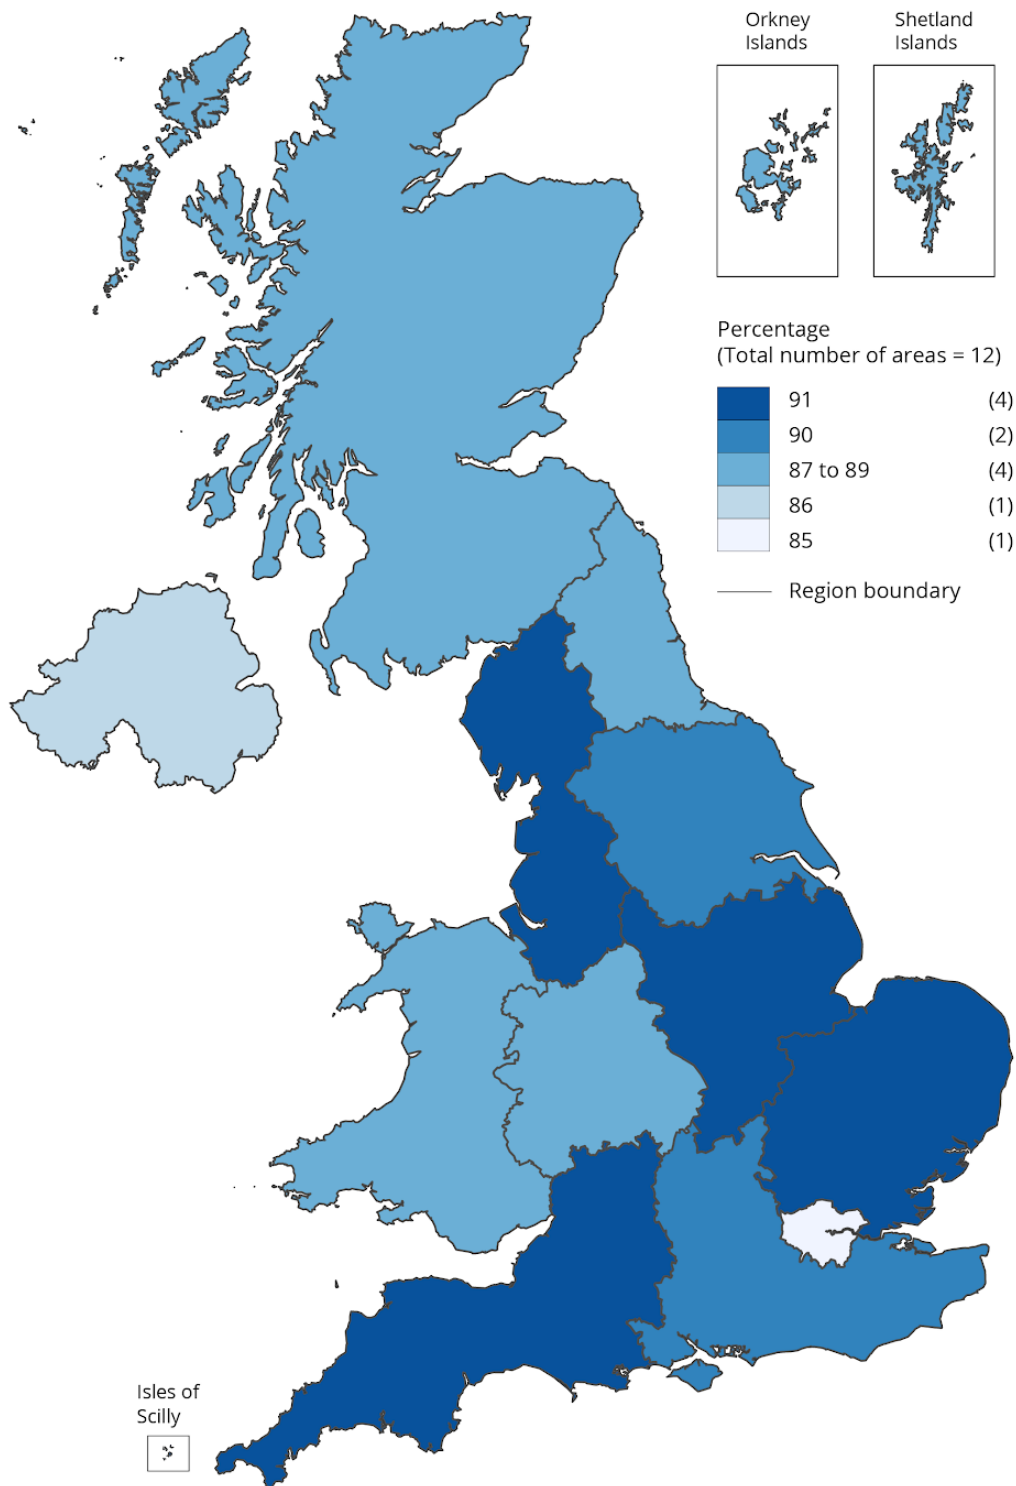 Orkney
Islands
Shetland
Islands
Percentage
(Total number of areas = 12)
91 (4)
90 (2)
87 to 89 (4)
86 (1)
85 (1)
Region boundary
Isles of
Scilly